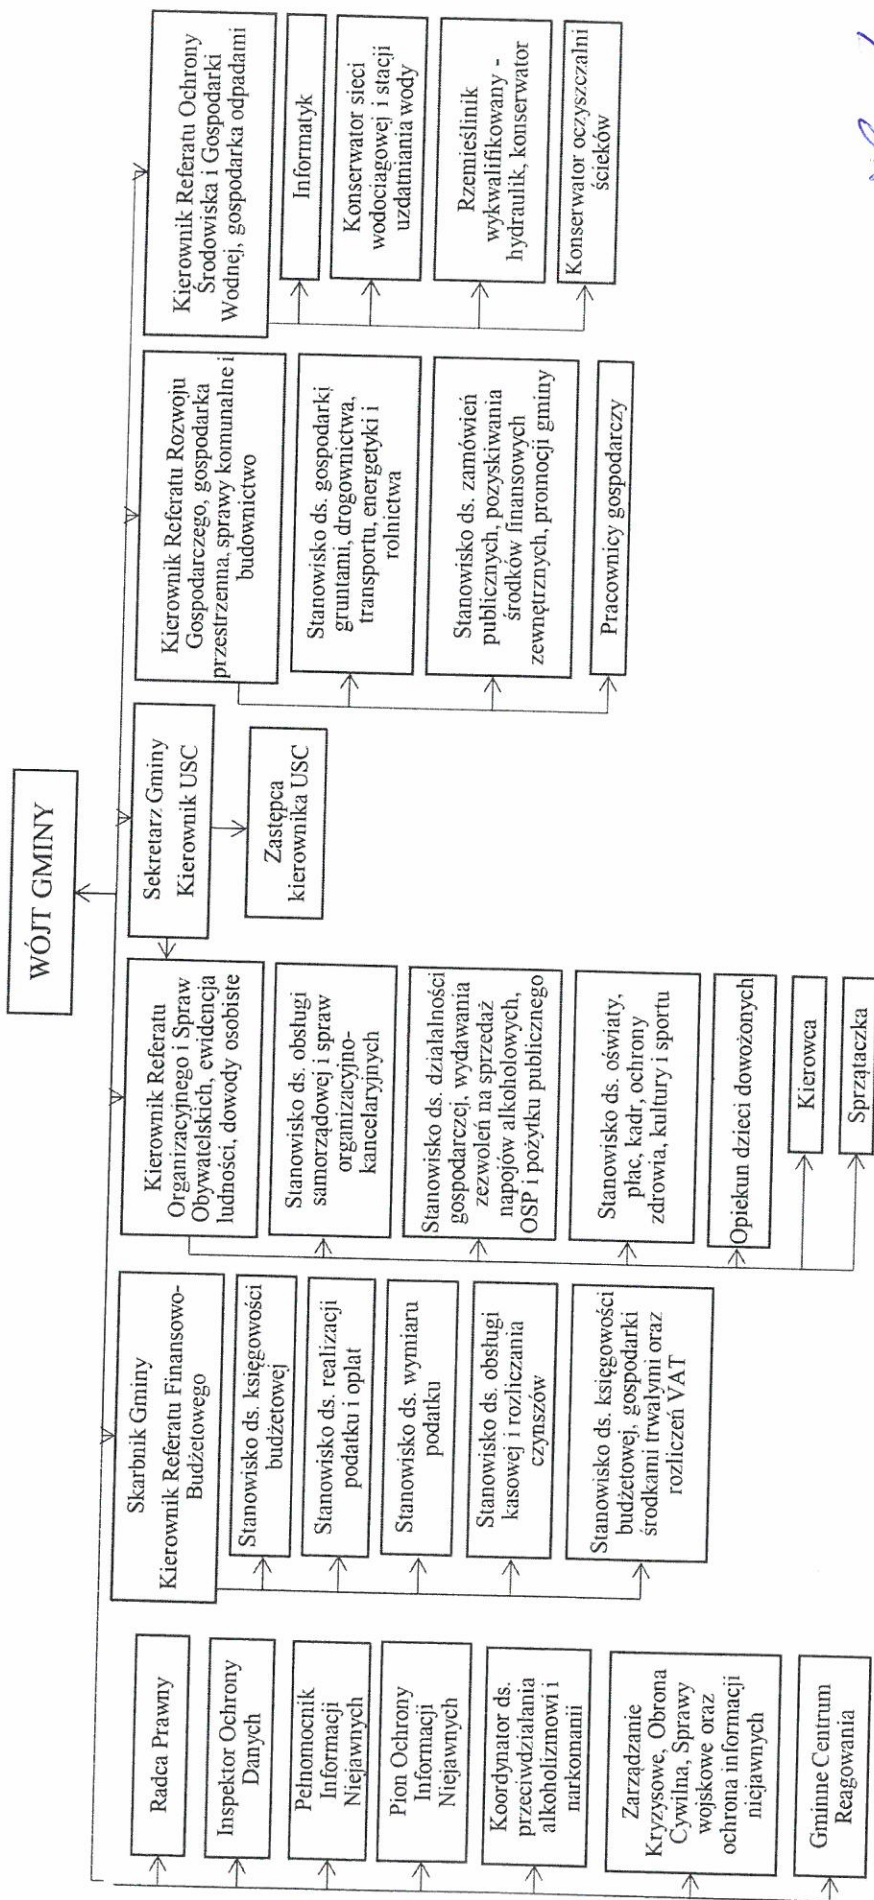 WÓJT GMINY
Radca Prawny
Inspektor Ochrony
Danych
Pełnomocnik
Informacji
Niejawnych
Pion Ochrony
Informacji
Niejawnych
Koordynator ds.
przeciwdziałania
alkoholizmowi i
narkomanii
Zarządzanie
Kryzysowe, Obrona
Cywilna, Sprawy
wojskowe oraz
ochrona informacji
niejawnych
Gminne Centrum
Reagowania
Skarbnik Gminy
Kierownik Referatu Finansowo-
Budżetowego
Stanowisko ds. księgowości
budżetowej
Stanowisko ds. realizacji
podatku i opłat
Stanowisko ds. wymiaru
podatku
Stanowisko ds. obsługi
kasowej i rozliczania
czynszów
Stanowisko ds. księgowości
budżetowej, gospodarki
środkami trwałymi oraz
rozliczeń VAT
Kierownik Referatu
Organizacyjnego i Spraw
Obywatelskich, ewidencja
ludności, dowody osobiste
Stanowisko ds. obsługi
samorządowej i spraw
organizacyjno-
kancelaryjnych
Stanowisko ds. działalności
gospodarczej, wydawania
zezwoleń na sprzedaż
napojów alkoholowych,
OSP i pożytku publicznego
Stanowisko ds. oświaty,
płac, kadr, ochrony
zdrowia, kultury i sportu
Opiekun dzieci dowożonych
Kierowca
Sprzątaczka
Sekretarz Gminy
Kierownik USC
Zastępca
kierownika USC
Kierownik Referatu Rozwoju
Gospodarczego, gospodarka
przestrzenna, sprawy komunalne i
budownictwo
Stanowisko ds. gospodarki
gruntami, drogownictwa,
transportu, energetyki i
rolnictwa
Stanowisko ds. zamówień
publicznych, pozyskiwania
środków finansowych
zewnętrznych, promocji gminy
Pracownicy gospodarczy
Kierownik Referatu Ochrony
Środowiska i Gospodarki
Wodnej, gospodarka odpadami
Informatyk
Konserwator sieci
wodociągowej i stacji
uzdatniania wody
Rzemieślinik
wykwalifikowany -
hydraulik, konserwator
Konserwator oczyszczalni
ścieków